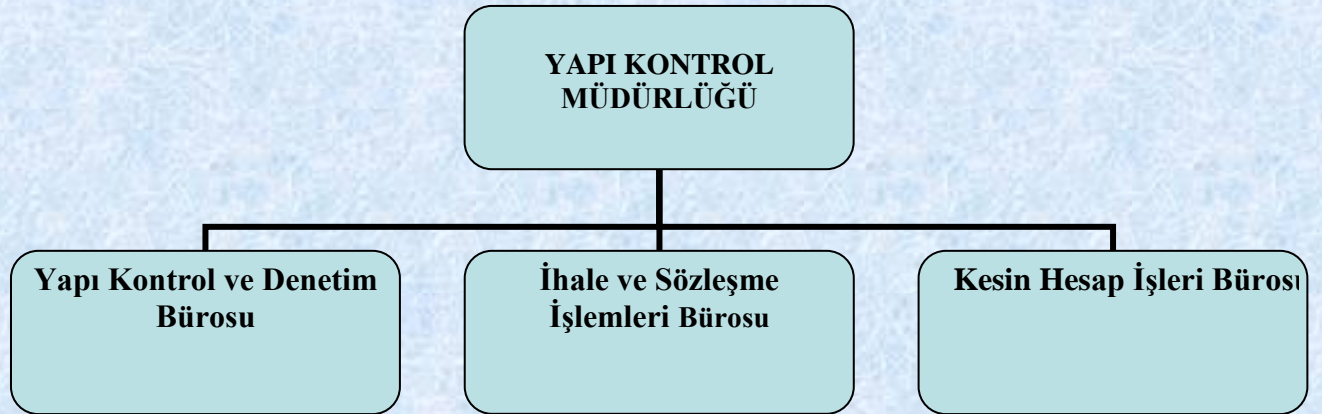 YAPI KONTROL
MÜDÜRLÜĞÜ
Yapı Kontrol ve Denetim
Bürosu
İhale ve Sözleşme
İşlemleri Bürosu
Kesin Hesap İşleri Bürosu